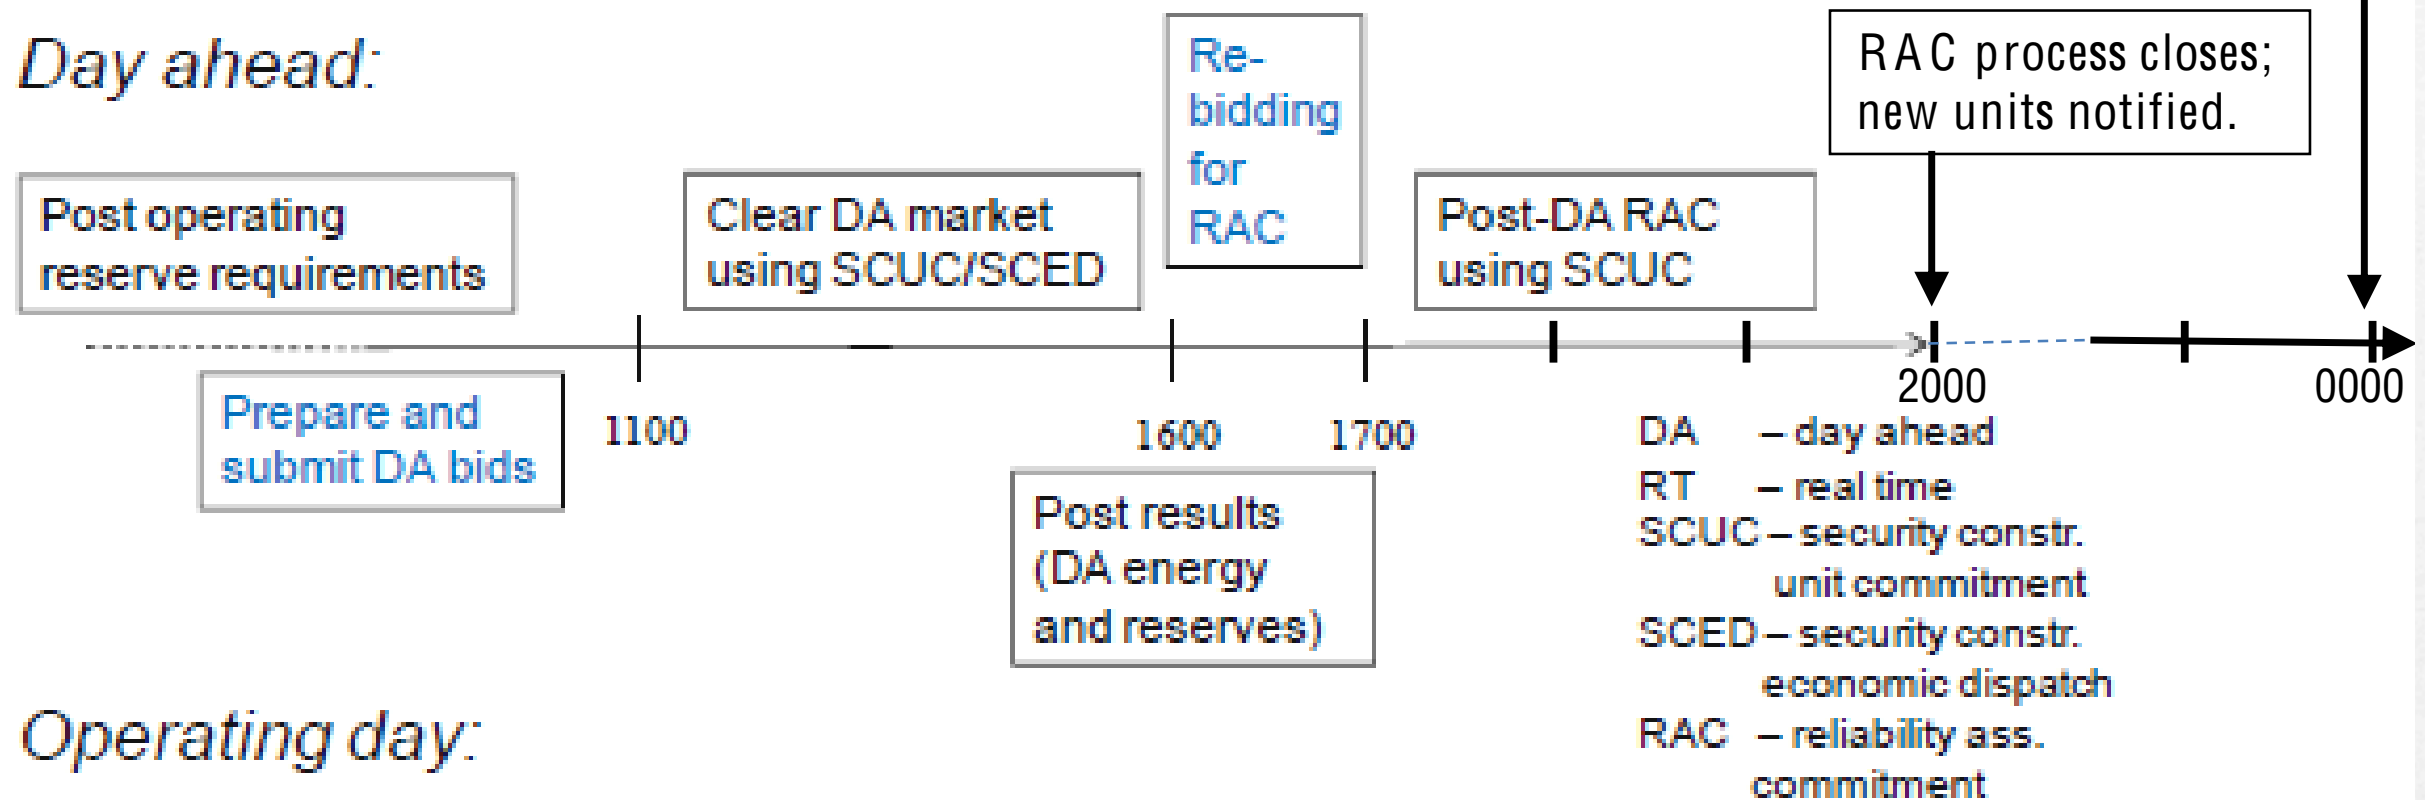 Day ahead:
Re-
bidding
for
RAC
RAC process closes;
new units notified.
Post operating
reserve requirements
Clear DA market
using SCUC/SCED
Post-DA RAC
using SCUC
Prepare and
submit DA bids
1100
1600
1700
2000
0000
Post results
(DA energy
and reserves)
DA – day ahead
RT – real time
SCUC – security constr.
unit commitment
SCED – security constr.
economic dispatch
RAC – reliability ass.
commitment
Operating day: